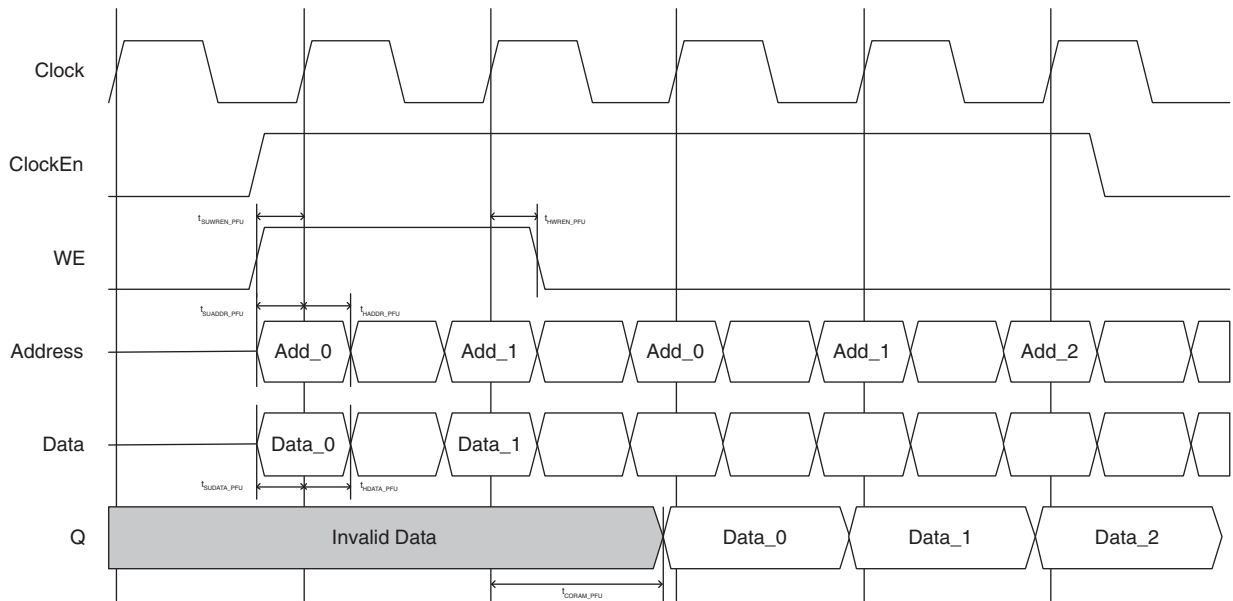 Clock
ClockEn
tSUWREN_PFU tHWREN_PFU
WE
tSUADDR_PFU tHADDR_PFU
Address Add_0 Add_1 Add_0 Add_1 Add_2
Data Data_0 Data_1
tSUDATA_PFU tHDATA_PFU
Q Invalid Data Data_0 Data_1 Data_2
tCORAM_PFU